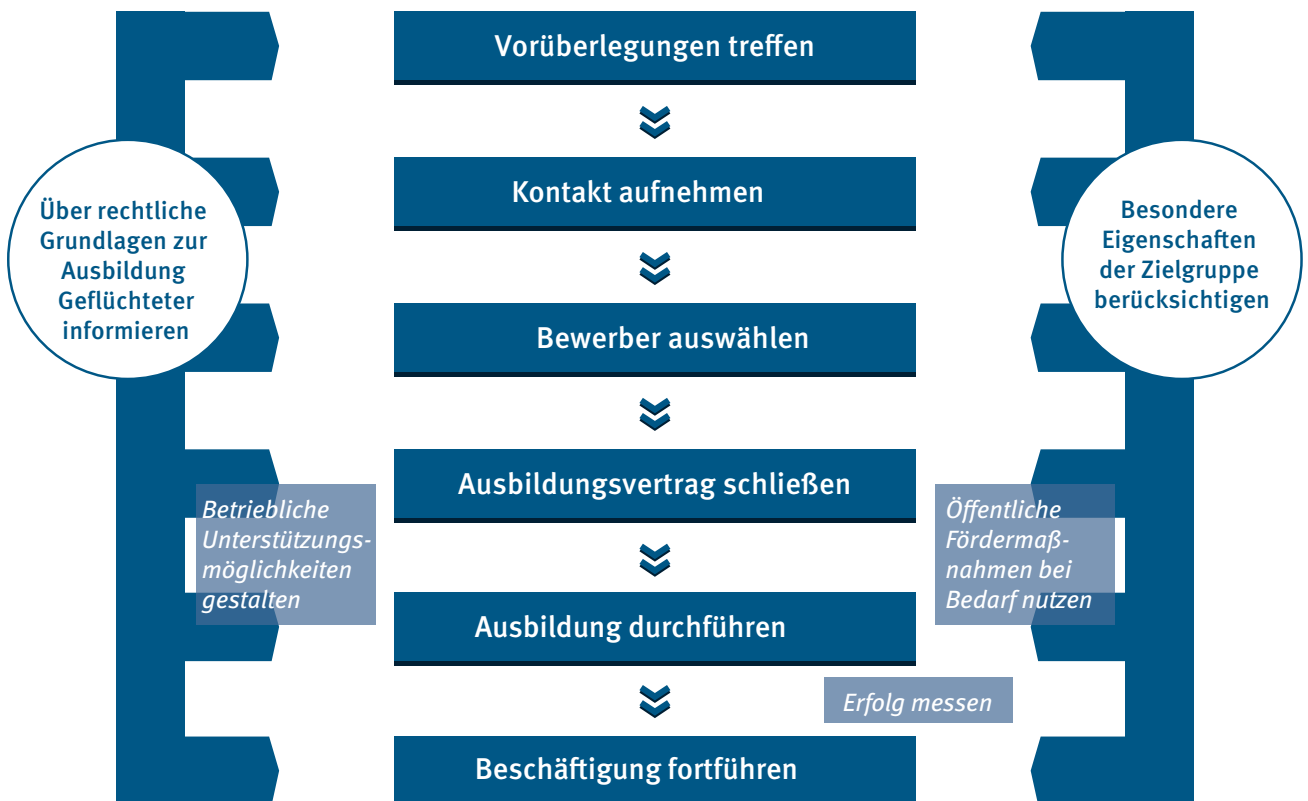 Vorüberlegungen treffen
Kontakt aufnehmen
Über rechtliche
Grundlagen zur
Ausbildung
Geflüchteter
informieren
Besondere
Eigenschaften
der Zielgruppe
berücksichtigen
Bewerber auswählen
Ausbildungsvertrag schließen
Betriebliche
Unterstützungs-
möglichkeiten
gestalten
Öffentliche
Fördermaß-
nahmen bei
Bedarf nutzen
Ausbildung durchführen
Erfolg messen
Beschäftigung fortführen